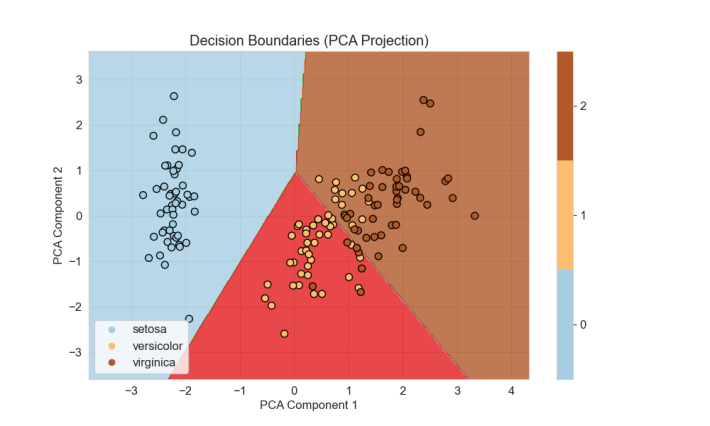 Decision Boundaries (PCA Projection)
PCA Component 2
3
2
1
0
−1
−2
−3
setosa
versicolor
virginica
−3 −2 −1 0 1 2 3 4
PCA Component 1
2
1
0